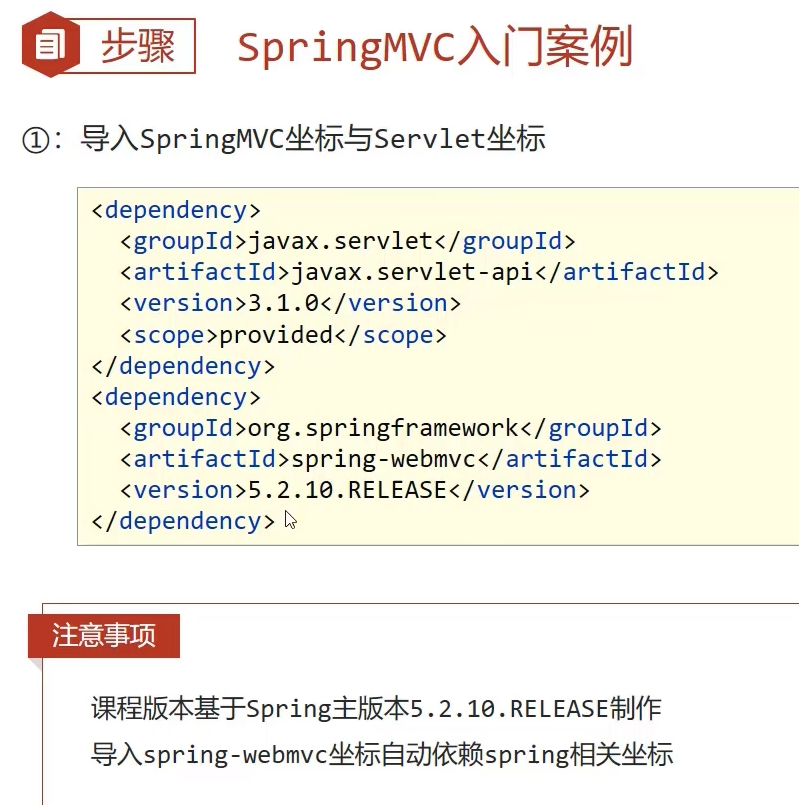 步骤
SpringMVC入门案例
①：导入SpringMVC坐标与Servlet坐标
<dependency>
  <groupId>javax.servlet</groupId>
  <artifactId>javax.servlet-api</artifactId>
  <version>3.1.0</version>
  <scope>provided</scope>
</dependency>
<dependency>
  <groupId>org.springframework</groupId>
  <artifactId>spring-webmvc</artifactId>
  <version>5.2.10.RELEASE</version>
</dependency>
注意事项
课程版本基于Spring主版本5.2.10.RELEASE制作
导入spring-webmvc坐标自动依赖spring相关坐标